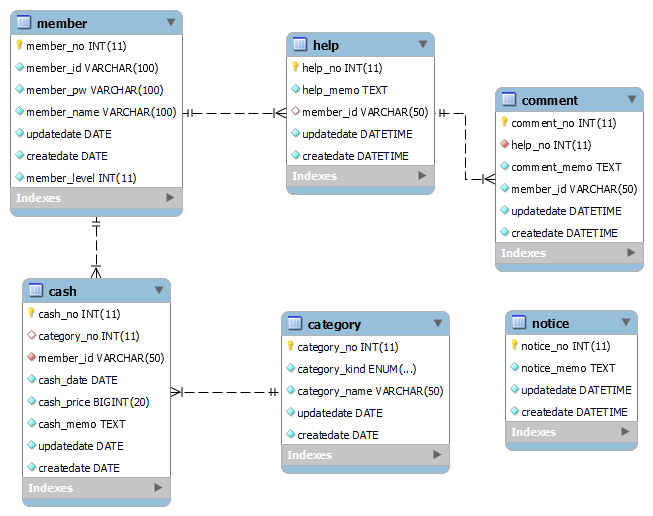 member
member_no INT(11)
member_id VARCHAR(100)
member_pw VARCHAR(100)
member_name VARCHAR(100)
updatedate DATE
createdate DATE
member_level INT(11)
Indexes
help
help_no INT(11)
help_memo TEXT
member_id VARCHAR(50)
updatedate DATETIME
createdate DATETIME
Indexes
comment
comment_no INT(11)
help_no INT(11)
comment_memo TEXT
member_id VARCHAR(50)
updatedate DATETIME
createdate DATETIME
Indexes
cash
cash_no INT(11)
category_no INT(11)
member_id VARCHAR(50)
cash_date DATE
cash_price BIGINT(20)
cash_memo TEXT
updatedate DATE
createdate DATE
Indexes
category
category_no INT(11)
category_kind ENUM(...)
category_name VARCHAR(50)
updatedate DATE
createdate DATE
Indexes
notice
notice_no INT(11)
notice_memo TEXT
updatedate DATETIME
createdate DATETIME
Indexes